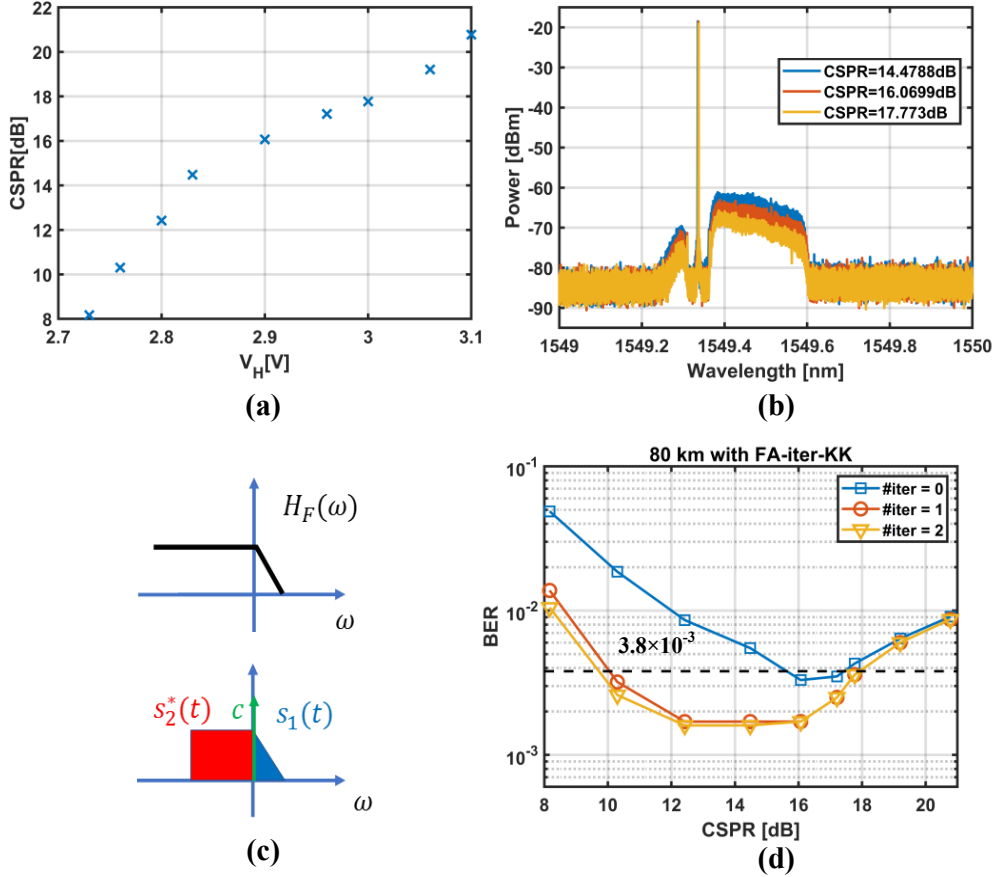 22
20
18
16
14
12
10
8
CSPR[dB]
2.7 2.8 2.9 3 3.1
V_H[V]
(a)
-15
-20
-30
-40
-50
-60
-70
-80
-90
Power [dBm]
CSPR=14.4788dB
CSPR=16.0699dB
CSPR=17.773dB
1549 1549.2 1549.4 1549.6 1549.8 1550
Wavelength [nm]
(b)
H_F(ω)
ω
s_2^*(t) c s_1(t)
ω
(c)
80 km with FA-iter-KK
10^-1
10^-2
10^-3
BER
#iter = 0
#iter = 1
#iter = 2
3.8×10^-3
8 10 12 14 16 18 20
CSPR [dB]
(d)